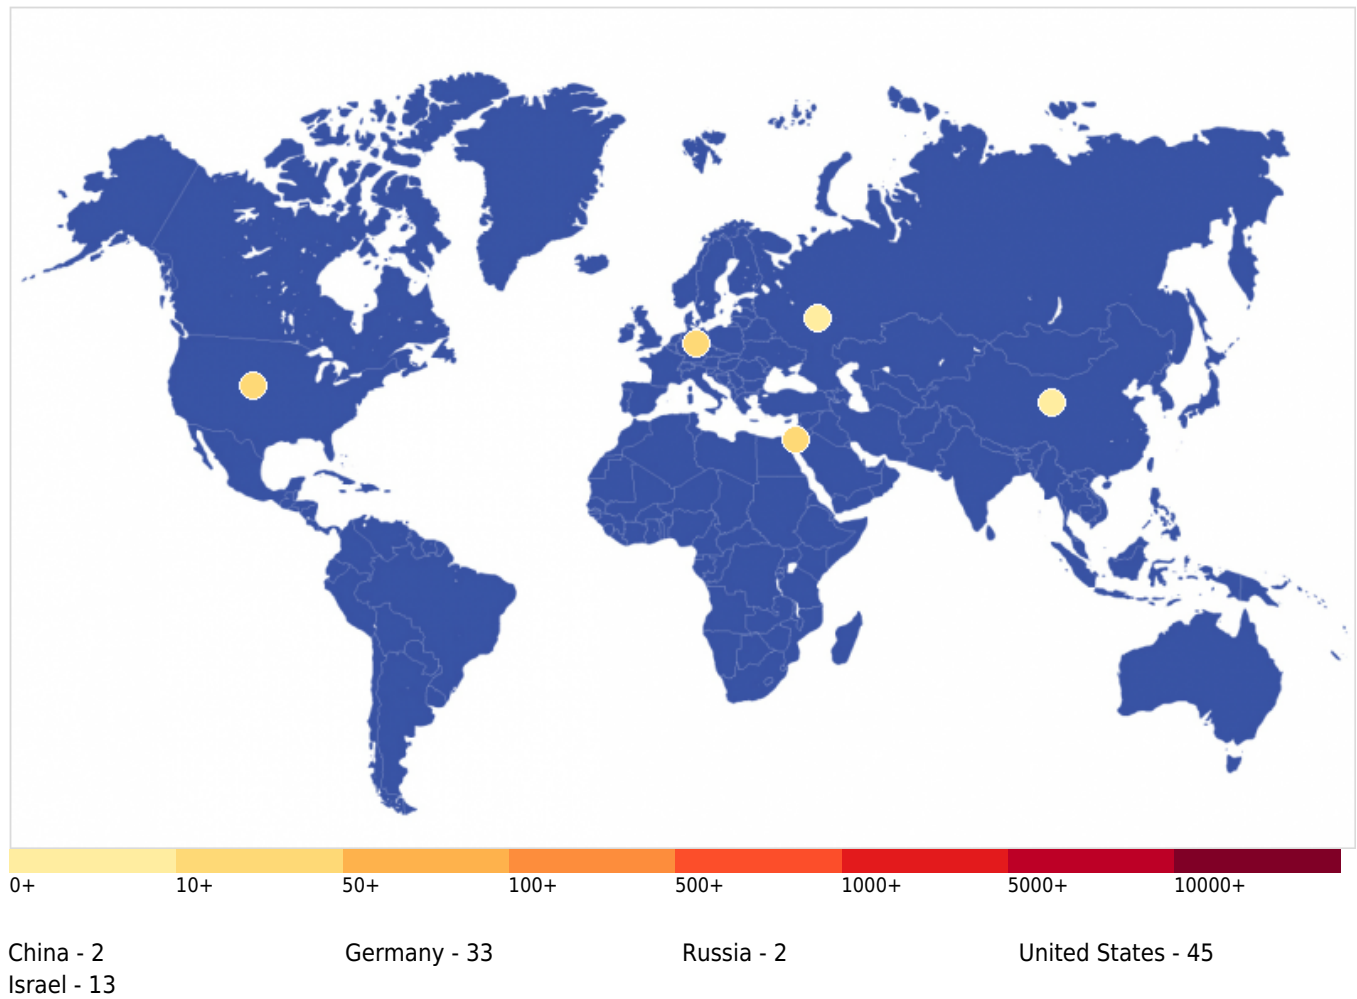 0+ 10+ 50+ 100+ 500+ 1000+ 5000+ 10000+
China - 2 Germany - 33 Russia - 2 United States - 45
Israel - 13